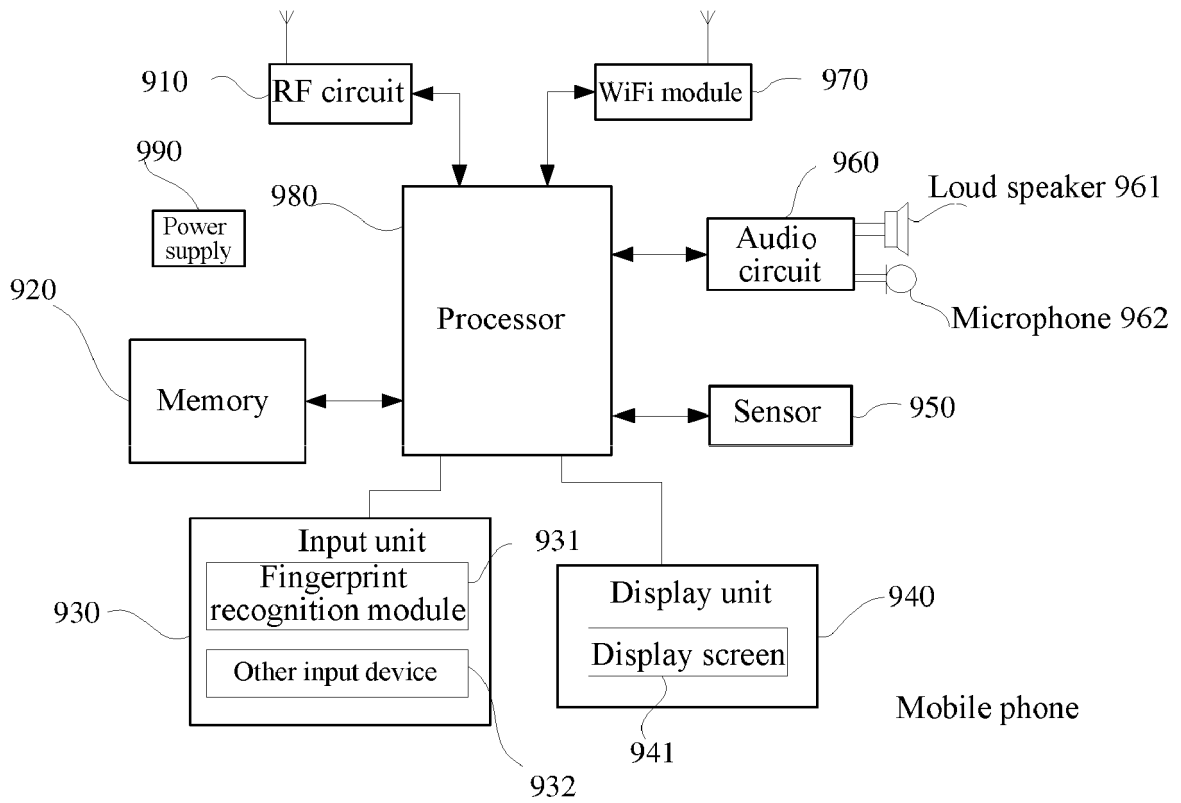 910
RF circuit
WiFi module
970
990
980
960
Loud speaker 961
Power
supply
Audio
circuit
920
Processor
Microphone 962
Memory
Sensor
950
Input unit
931
Fingerprint
recognition module
930
Display unit
940
Other input device
Display screen
Mobile phone
941
932